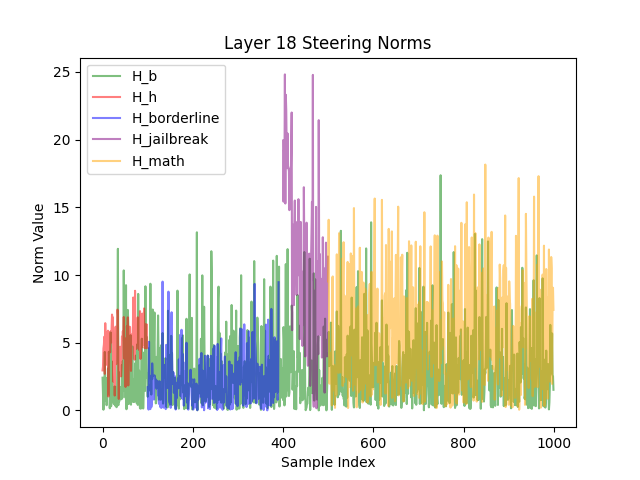 Layer 18 Steering Norms
25
20
15
10
5
0
Norm Value
H_b
H_h
H_borderline
H_jailbreak
H_math
0 200 400 600 800 1000
Sample Index